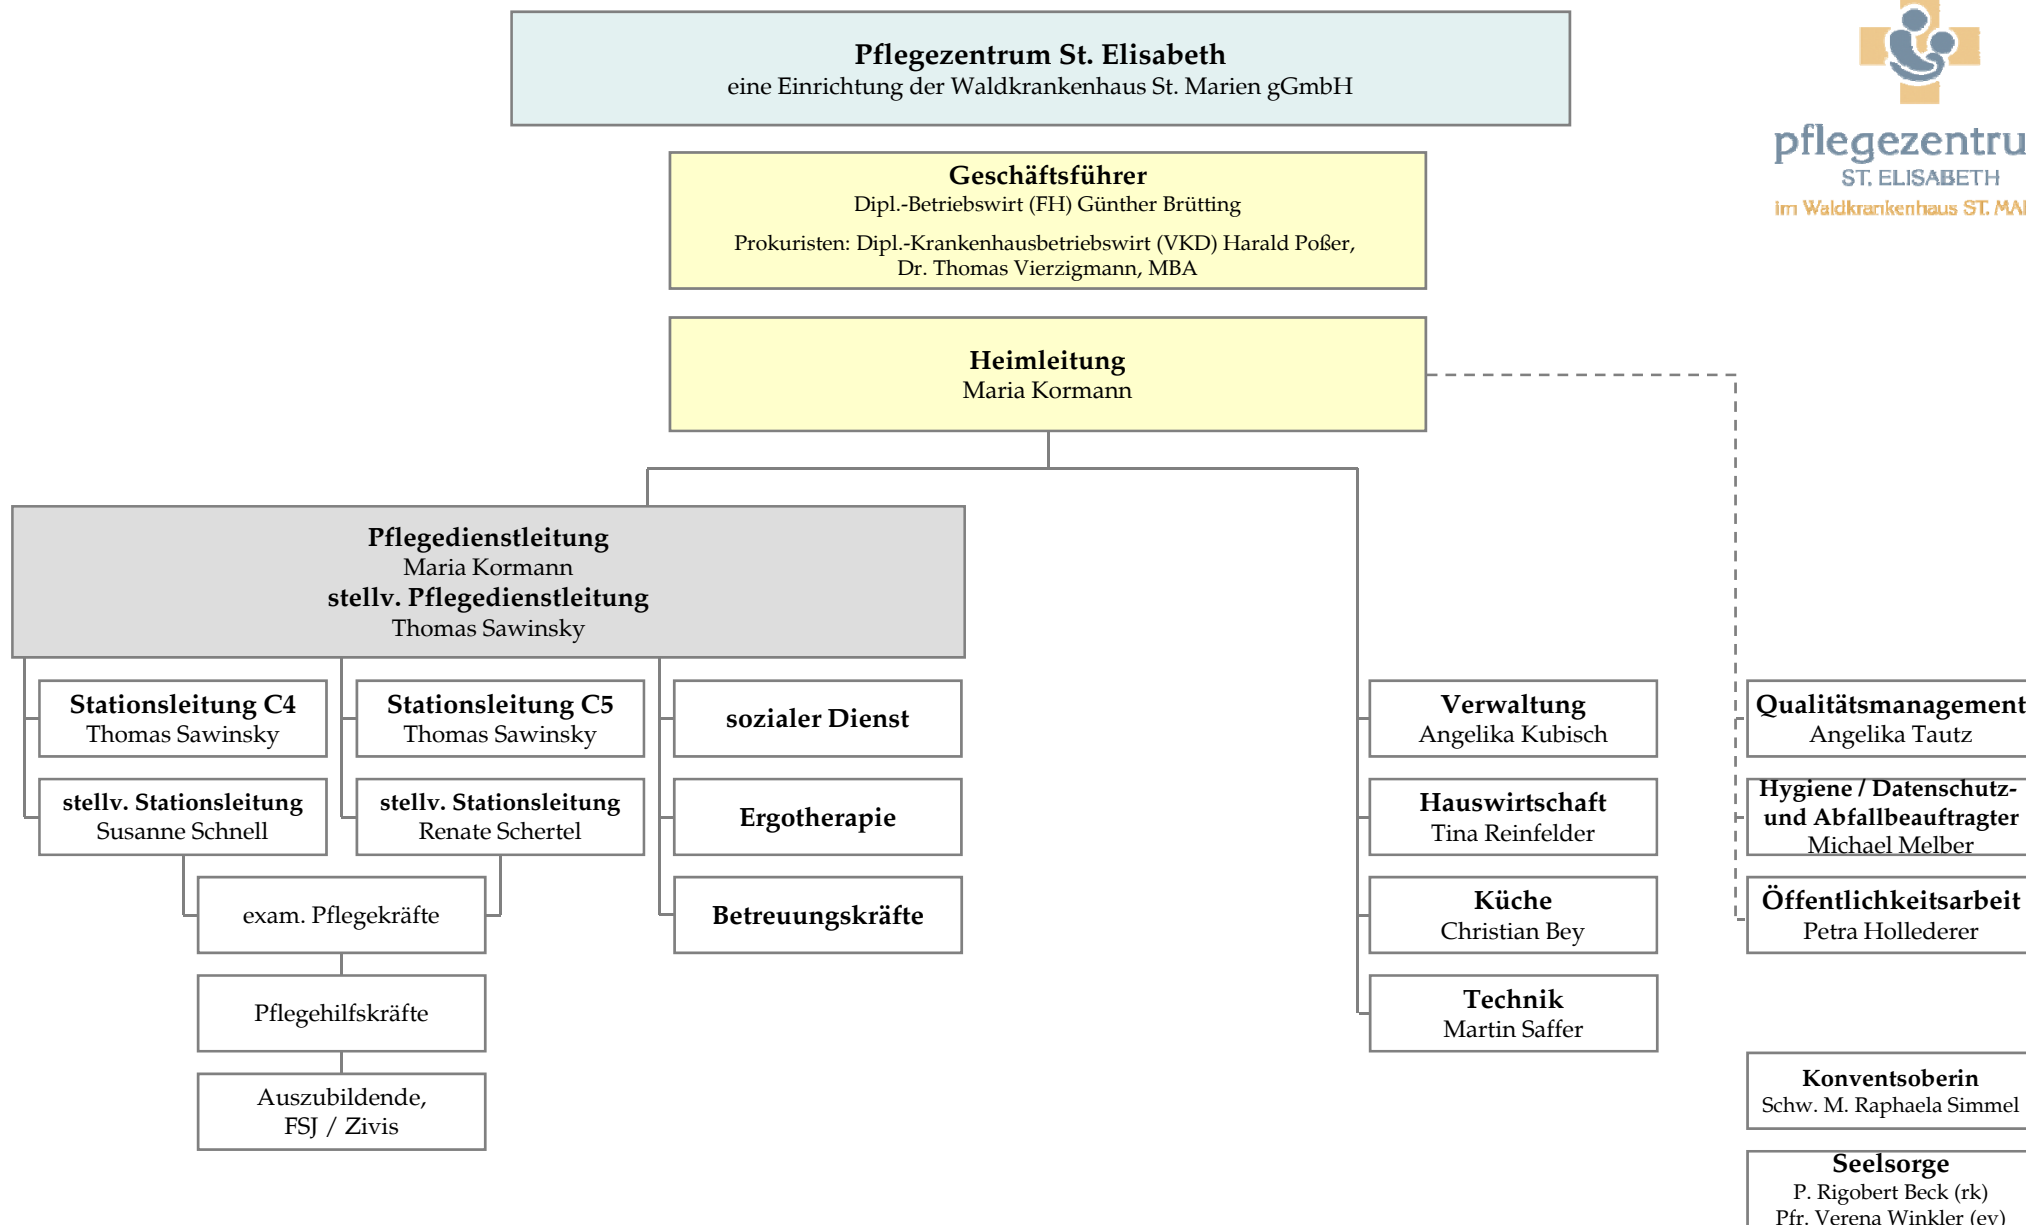 Pflegezentrum St. Elisabeth
eine Einrichtung der Waldkrankenhaus St. Marien gGmbH
pflegezentru
ST. ELISABETH
im Waldkrankenhaus ST. MA
Geschäftsführer
Dipl.-Betriebswirt (FH) Günther Brütting
Prokuristen: Dipl.-Krankenhausbetriebswirt (VKD) Harald Poßer,
Dr. Thomas Vierzigmann, MBA
Heimleitung
Maria Kormann
Pflegedienstleitung
Maria Kormann
stellv. Pflegedienstleitung
Thomas Sawinsky
Stationsleitung C4
Thomas Sawinsky
stellv. Stationsleitung
Susanne Schnell
Stationsleitung C5
Thomas Sawinsky
stellv. Stationsleitung
Renate Schertel
exam. Pflegekräfte
Pflegehilfskräfte
Auszubildende,
FSJ / Zivis
sozialer Dienst
Ergotherapie
Betreuungskräfte
Verwaltung
Angelika Kubisch
Hauswirtschaft
Tina Reinfelder
Küche
Christian Bey
Technik
Martin Saffer
Qualitätsmanagement
Angelika Tautz
Hygiene / Datenschutz-
und Abfallbeauftragter
Michael Melber
Öffentlichkeitsarbeit
Petra Hollederer
Konventsoberin
Schw. M. Raphaela Simmel
Seelsorge
P. Rigobert Beck (rk)
Pfr. Verena Winkler (ev)